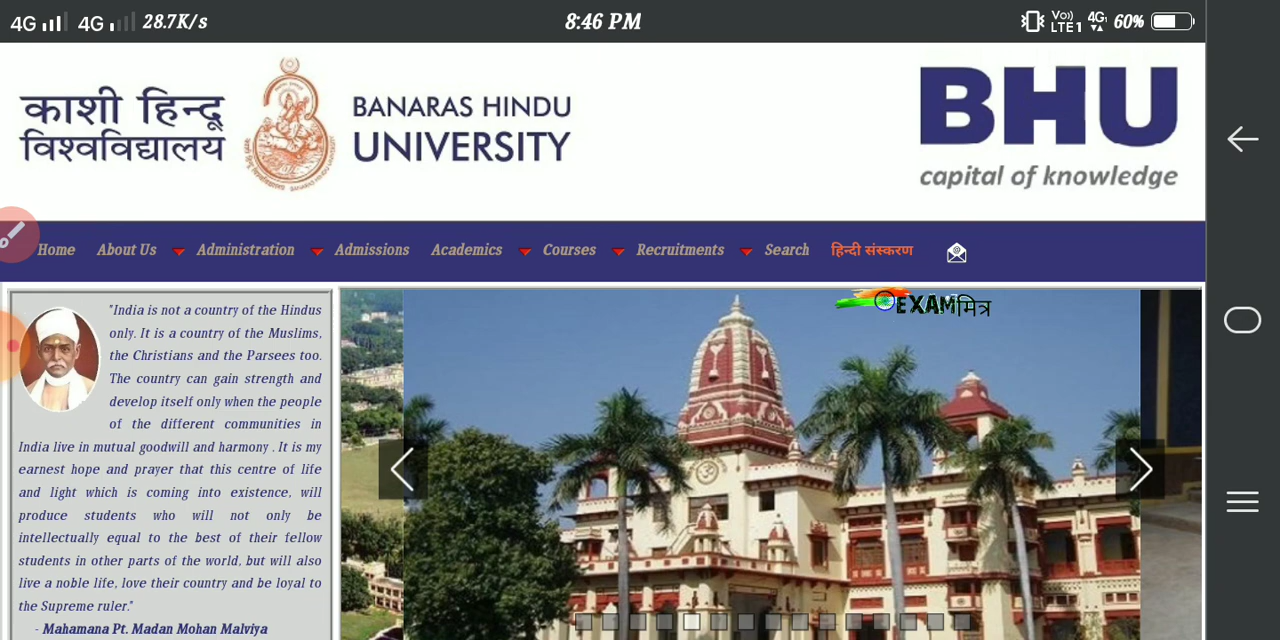 4G 4G 28.7K/s 8:46 PM Vo) LTE1 4G 60%
काशी हिन्दू
विश्वविद्यालय
BANARAS HINDU
UNIVERSITY
BHU
capital of knowledge
Home About Us Administration Admissions Academics Courses Recruitments Search हिन्दी संस्करण
EXAMमित्र
"India is not a country of the Hindus
only. It is a country of the Muslims,
the Christians and the Parsees too.
The country can gain strength and
develop itself only when the people
of the different communities in
India live in mutual goodwill and harmony . It is my
earnest hope and prayer that this centre of life
and light which is coming into existence, will
produce students who will not only be
intellectually equal to the best of their fellow
students in other parts of the world, but will also
live a noble life, love their country and be loyal to
the Supreme ruler."
- Mahamana Pt. Madan Mohan Malviya